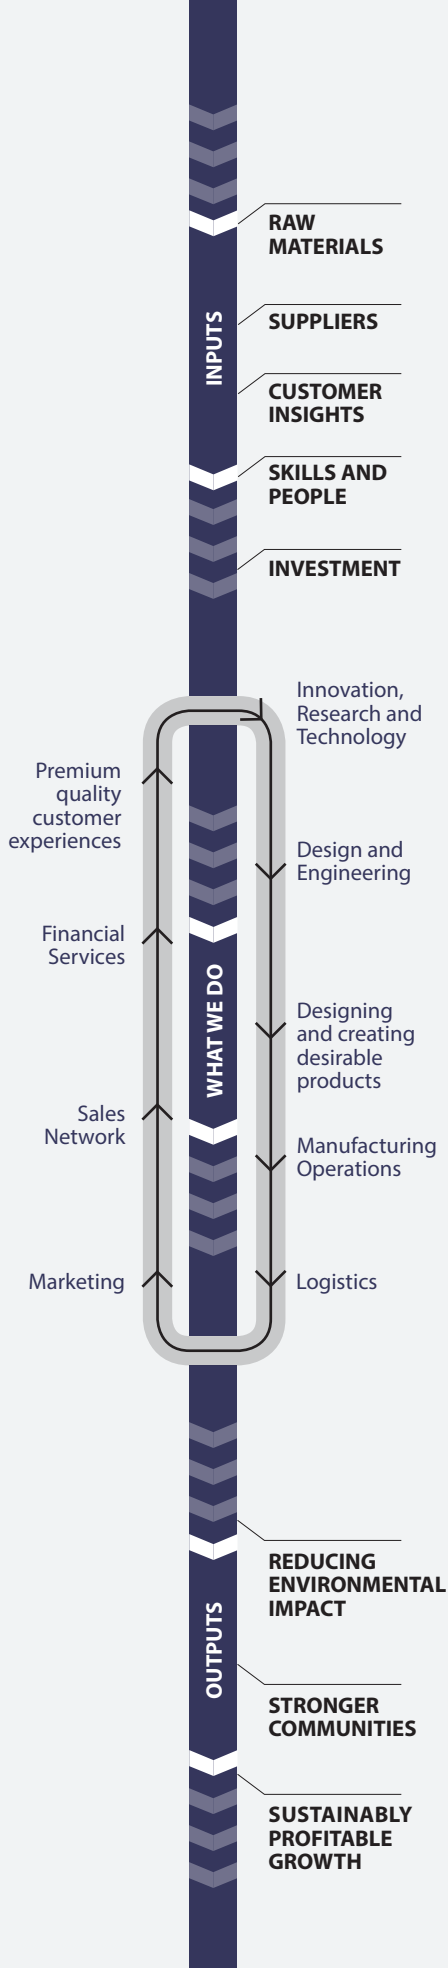 RAW
MATERIALS
INPUTS
SUPPLIERS
CUSTOMER
INSIGHTS
SKILLS AND
PEOPLE
INVESTMENT
Innovation,
Research and
Technology
Premium
quality
customer
experiences
Design and
Engineering
Financial
Services
WHAT WE DO
Designing
and creating
desirable
products
Sales
Network
Manufacturing
Operations
Marketing
Logistics
REDUCING
ENVIRONMENTAL
IMPACT
OUTPUTS
STRONGER
COMMUNITIES
SUSTAINABLY
PROFITABLE
GROWTH